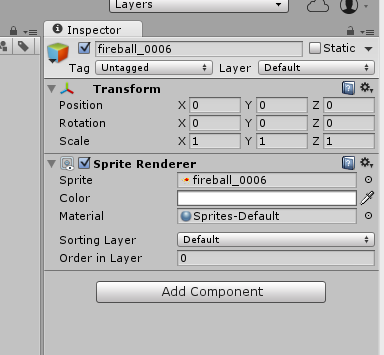 Layers
Inspector
fireball_0006
Static
Tag Untagged Layer Default
Transform
Position X 0 Y 0 Z 0
Rotation X 0 Y 0 Z 0
Scale X 1 Y 1 Z 1
Sprite Renderer
Sprite fireball_0006
Color
Material Sprites-Default
Sorting Layer Default
Order in Layer 0
Add Component